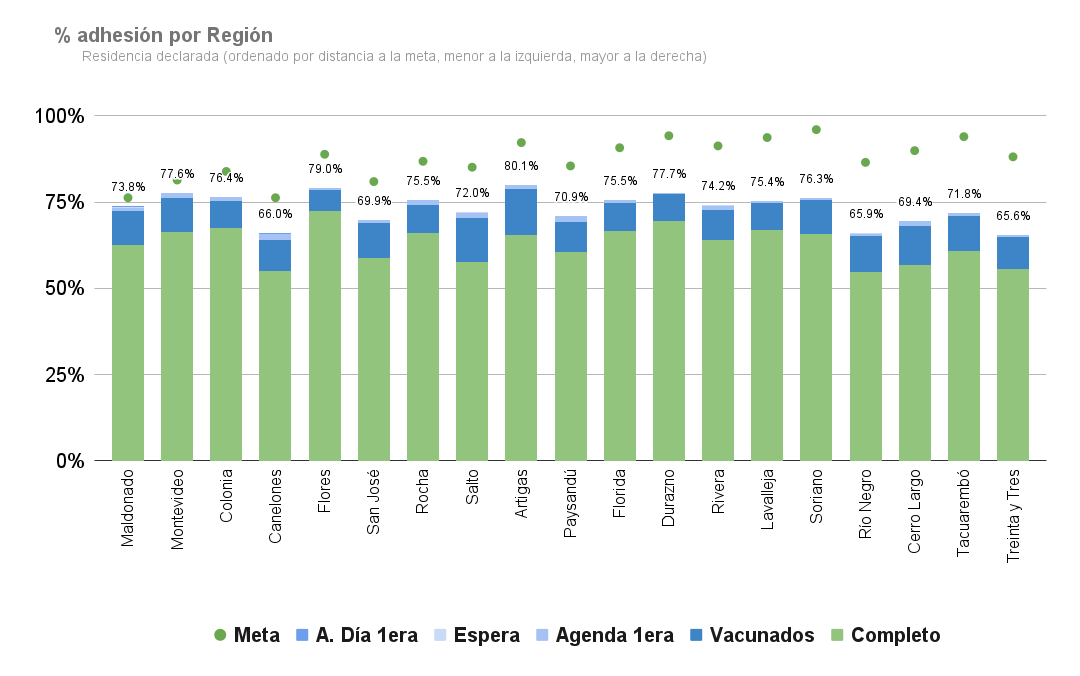 % adhesión por Región
Residencia declarada (ordenado por distancia a la meta, menor a la izquierda, mayor a la derecha)
100%
75%
50%
25%
0%
73.8%
77.6%
76.4%
66.0%
79.0%
69.9%
75.5%
72.0%
80.1%
70.9%
75.5%
77.7%
74.2%
75.4%
76.3%
65.9%
69.4%
71.8%
65.6%
Maldonado
Montevideo
Colonia
Canelones
Flores
San José
Rocha
Salto
Artigas
Paysandú
Florida
Durazno
Rivera
Lavalleja
Soriano
Río Negro
Cerro Largo
Tacuarembó
Treinta y Tres
Meta
A. Día 1era
Espera
Agenda 1era
Vacunados
Completo